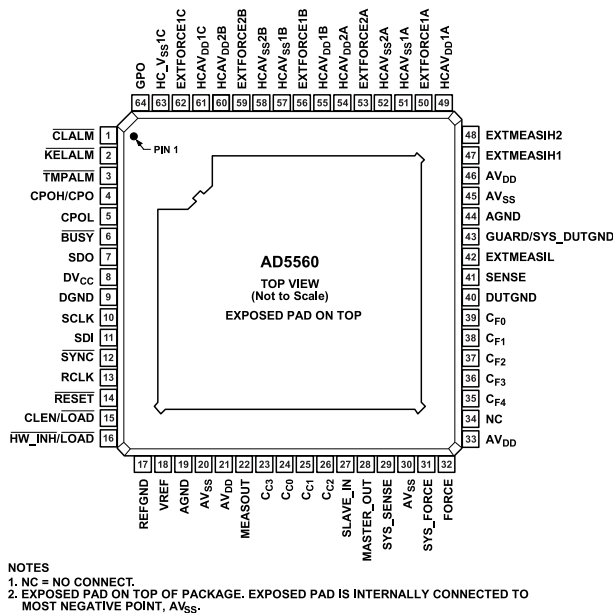 GPO
HC_VSS1C
EXTFORCE1C
HCAVDD1C
HCAVDD2B
EXTFORCE2B
HCAVSS2B
HCAVSS1B
EXTFORCE1B
HCAVDD1B
HCAVDD2A
EXTFORCE2A
HCAVSS2A
HCAVSS1A
EXTFORCE1A
HCAVDD1A
64 63 62 61 60 59 58 57 56 55 54 53 52 51 50 49
CLALM 1
KELALM 2
TMPALM 3
CPOH/CPO 4
CPOL 5
BUSY 6
SDO 7
DVCC 8
DGND 9
SCLK 10
SDI 11
SYNC 12
RCLK 13
RESET 14
CLEN/LOAD 15
HW_INH/LOAD 16
PIN 1
AD5560
TOP VIEW
(Not to Scale)
EXPOSED PAD ON TOP
48 EXTMEASIH2
47 EXTMEASIH1
46 AVDD
45 AVSS
44 AGND
43 GUARD/SYS_DUTGND
42 EXTMEASIL
41 SENSE
40 DUTGND
39 CF0
38 CF1
37 CF2
36 CF3
35 CF4
34 NC
33 AVDD
17 18 19 20 21 22 23 24 25 26 27 28 29 30 31 32
REFGND
VREF
AGND
AVSS
AVDD
MEASOUT
CC3
CC0
CC1
CC2
SLAVE_IN
MASTER_OUT
SYS_SENSE
AVSS
SYS_FORCE
FORCE
NOTES
1. NC = NO CONNECT.
2. EXPOSED PAD ON TOP OF PACKAGE. EXPOSED PAD IS INTERNALLY CONNECTED TO
MOST NEGATIVE POINT, AVSS.